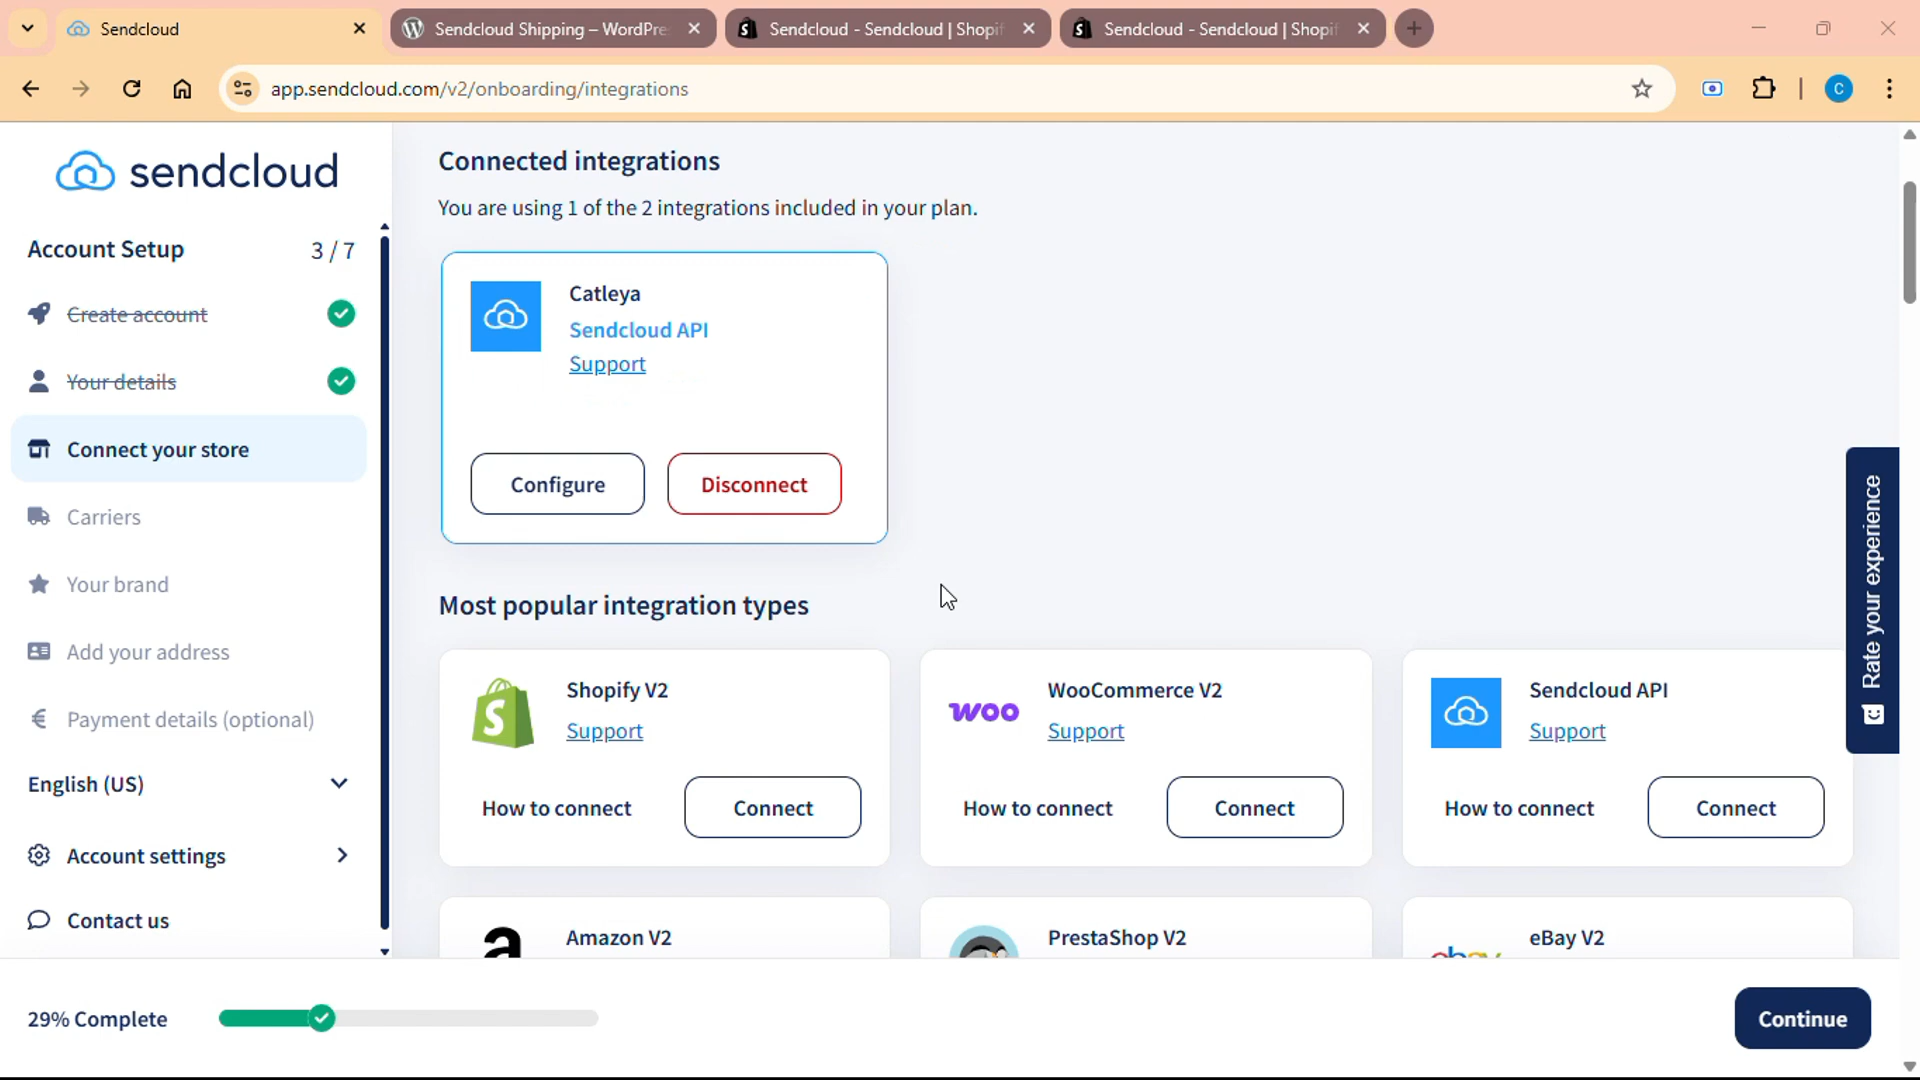 Sendcloud
Sendcloud Shipping – WordPre
Sendcloud - Sendcloud | Shopif
Sendcloud - Sendcloud | Shopif
app.sendcloud.com/v2/onboarding/integrations
C
sendcloud
Account Setup 3 / 7
Create account
Your details
Connect your store
Carriers
Your brand
Add your address
Payment details (optional)
English (US)
Account settings
Contact us
Connected integrations
You are using 1 of the 2 integrations included in your plan.
Catleya
Sendcloud API
Support
Configure Disconnect
Most popular integration types
Shopify V2
Support
How to connect Connect
woo
WooCommerce V2
Support
How to connect Connect
Sendcloud API
Support
How to connect Connect
Amazon V2
PrestaShop V2
eBay V2
Rate your experience
29% Complete
Continue